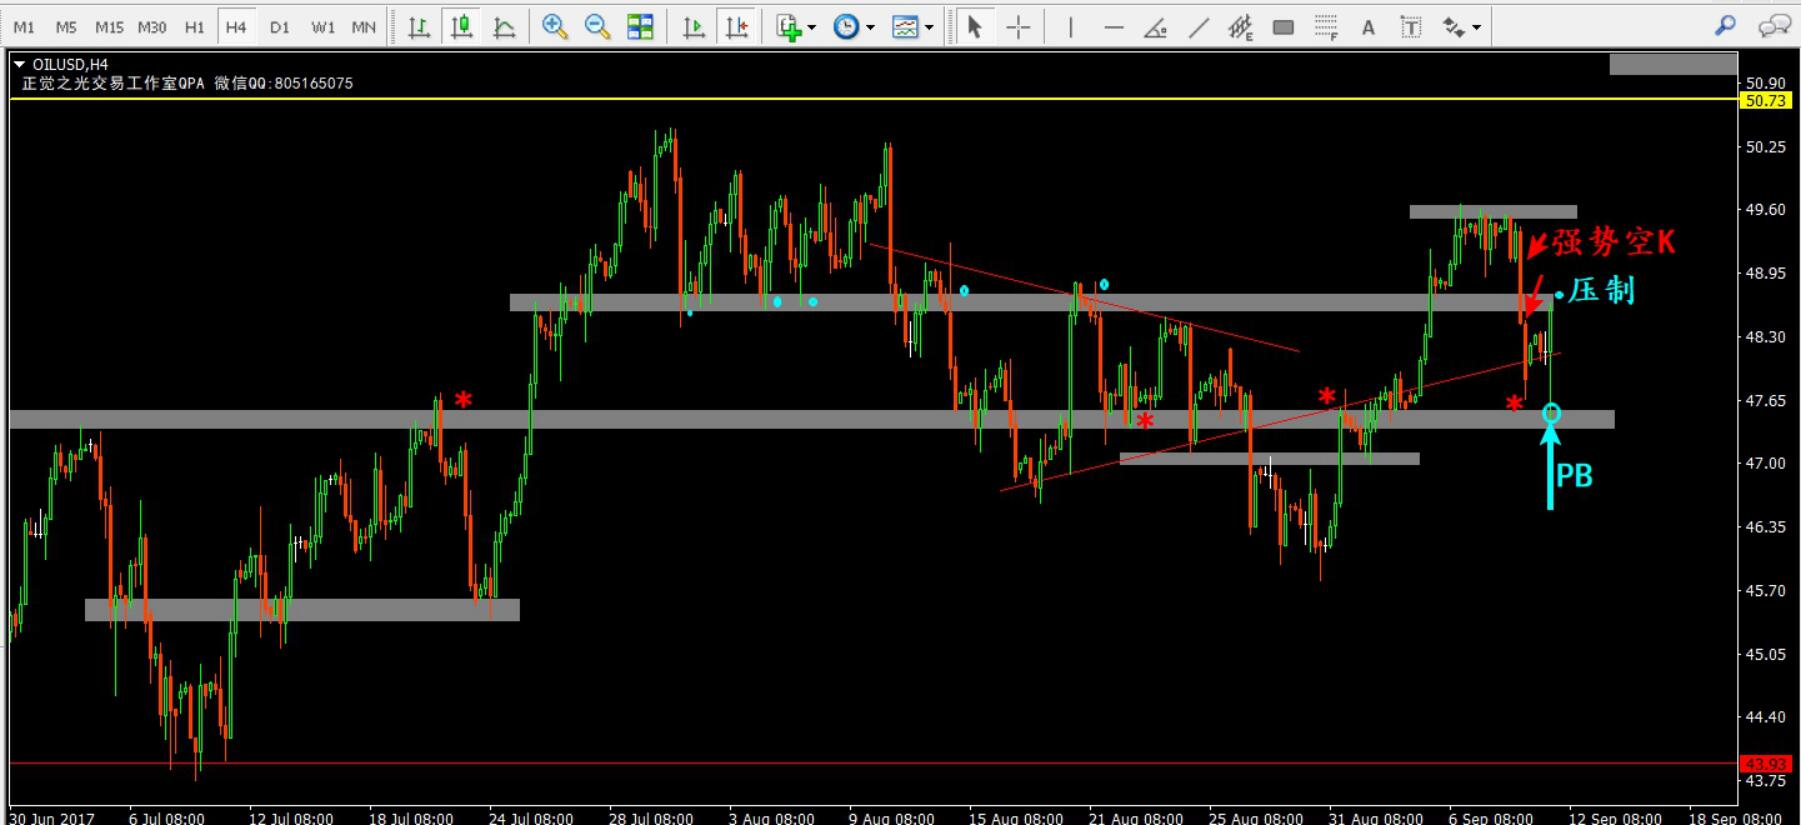 M1 M5 M15 M30 H1 H4 D1 W1 MN
E F A T
OILUSD,H4
正觉之光交易工作室QPA 微信QQ:805165075
50.90
50.73
50.25
49.60
强势空K
48.95
压制
48.30
47.65
47.00
PB
46.35
45.70
45.05
44.40
43.93
43.75
30 Jun 2017 6 Jul 08:00 12 Jul 08:00 18 Jul 08:00 24 Jul 08:00 28 Jul 08:00 3 Aug 08:00 9 Aug 08:00 15 Aug 08:00 21 Aug 08:00 25 Aug 08:00 31 Aug 08:00 6 Sep 08:00 12 Sep 08:00 18 Sep 08:00